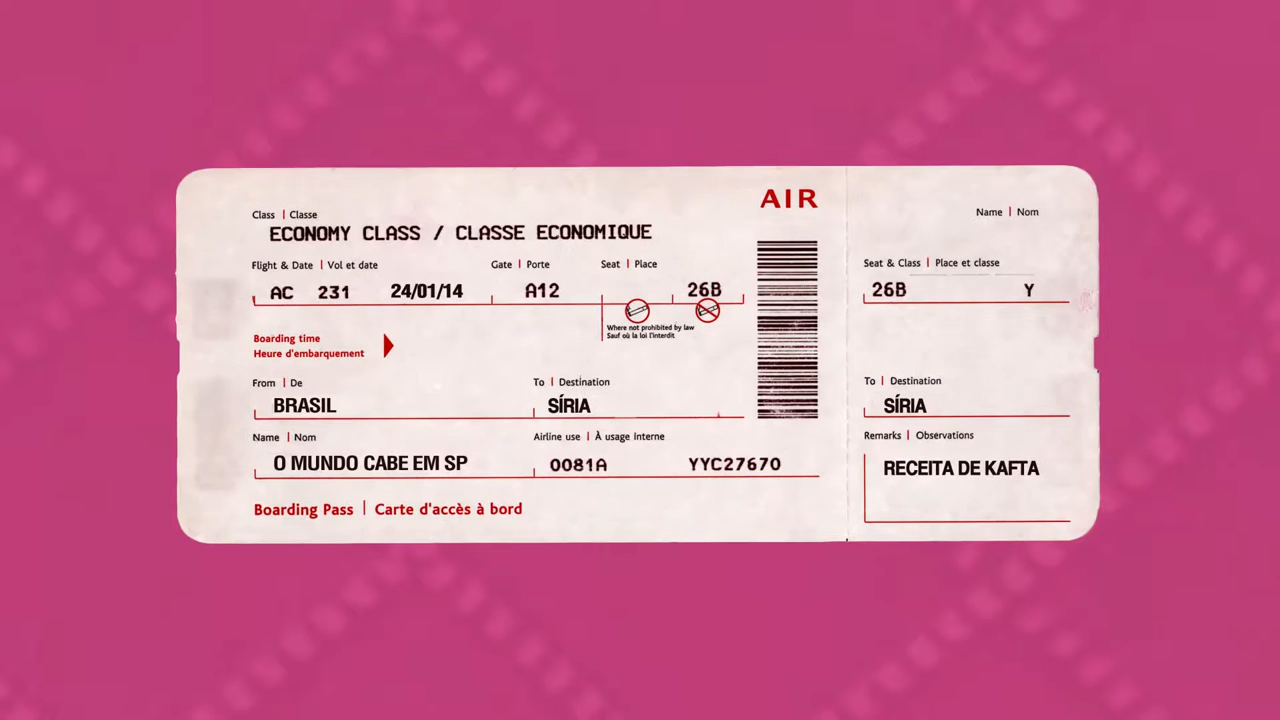 AIR
Class | Classe
ECONOMY CLASS / CLASSE ECONOMIQUE
Name | Nom
Flight & Date | Vol et date Gate | Porte Seat | Place
AC 231 24/01/14 A12 26B
Seat & Class | Place et classe
26B Y
Where not prohibited by law
Sauf où la loi l'interdit
Boarding time
Heure d'embarquement
From | De To | Destination
BRASIL SÍRIA
To | Destination
SÍRIA
Name | Nom Airline use | À usage interne
O MUNDO CABE EM SP 0081A YYC27670
Remarks | Observations
RECEITA DE KAFTA
Boarding Pass | Carte d'accès à bord